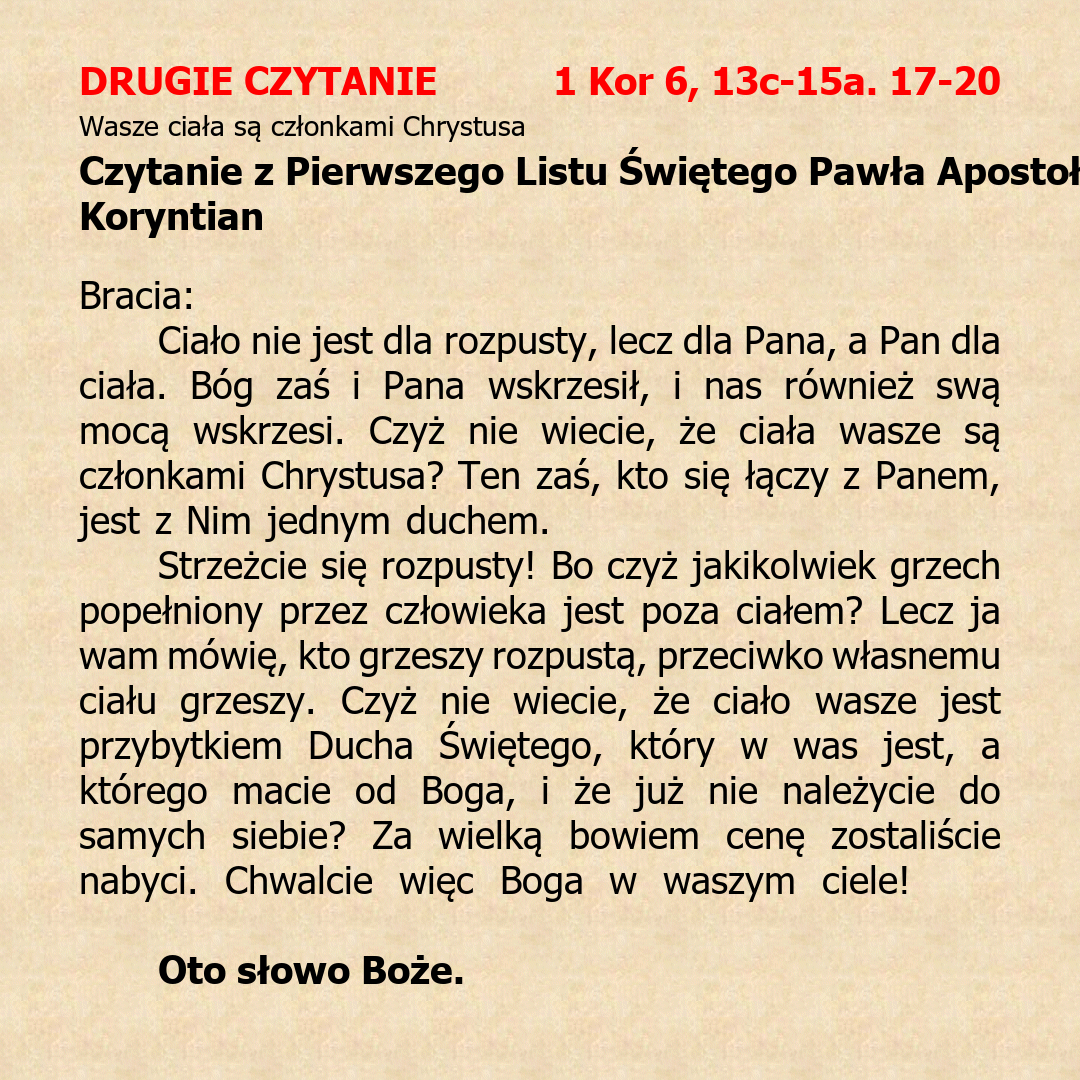 DRUGIE CZYTANIE 1 Kor 6, 13c-15a. 17-20
Wasze ciała są członkami Chrystusa
Czytanie z Pierwszego Listu Świętego Pawła Apostoł
Koryntian
Bracia:
Ciało nie jest dla rozpusty, lecz dla Pana, a Pan dla
ciała. Bóg zaś i Pana wskrzesił, i nas również swą
mocą wskrzesi. Czyż nie wiecie, że ciała wasze są
członkami Chrystusa? Ten zaś, kto się łączy z Panem,
jest z Nim jednym duchem.
Strzeżcie się rozpusty! Bo czyż jakikolwiek grzech
popełniony przez człowieka jest poza ciałem? Lecz ja
wam mówię, kto grzeszy rozpustą, przeciwko własnemu
ciału grzeszy. Czyż nie wiecie, że ciało wasze jest
przybytkiem Ducha Świętego, który w was jest, a
którego macie od Boga, i że już nie należycie do
samych siebie? Za wielką bowiem cenę zostaliście
nabyci. Chwalcie więc Boga w waszym ciele!
Oto słowo Boże.